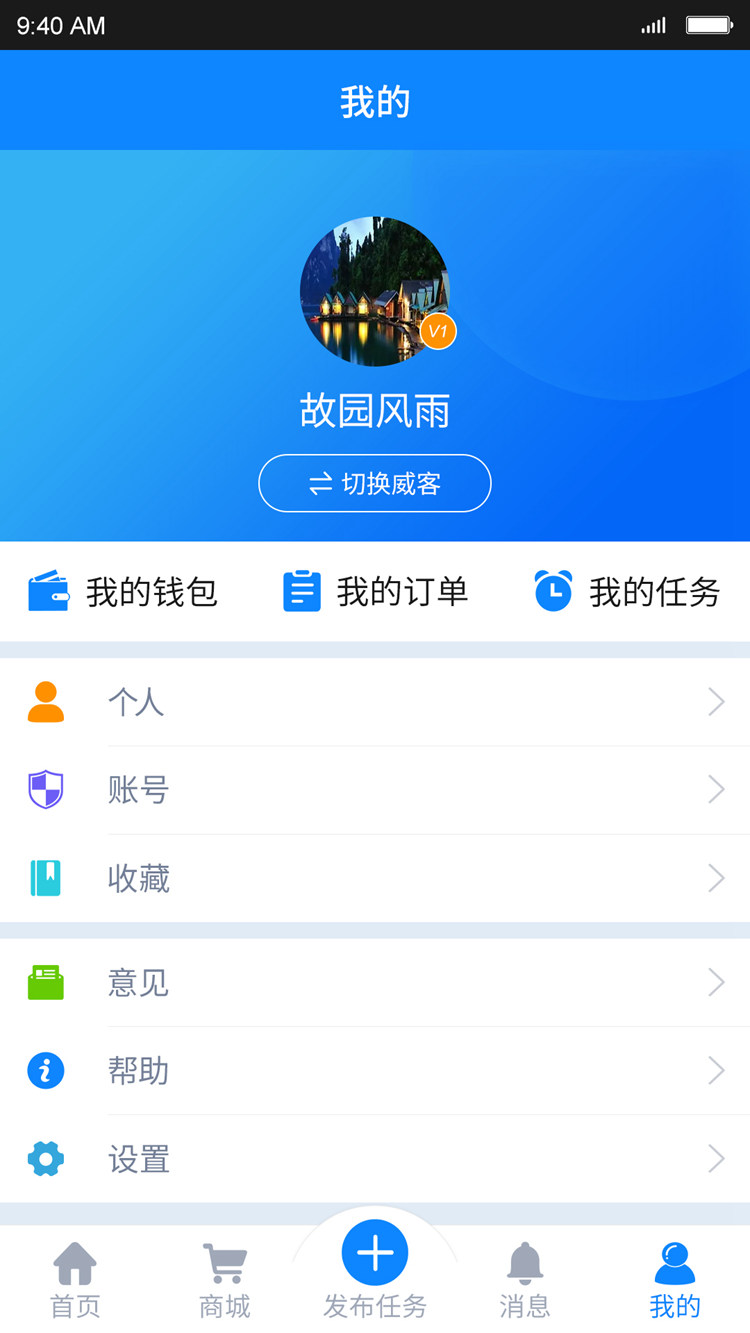 9:40 AM
我的
V1
故园风雨
切换威客
我的钱包 我的订单 我的任务
个人
账号
收藏
意见
帮助
设置
首页 商城 发布任务 消息 我的